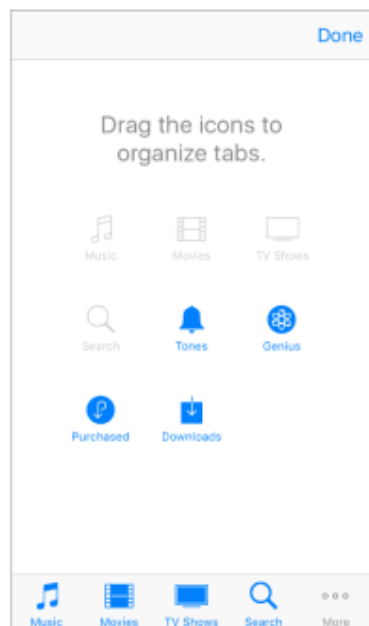 Done
Drag the icons to
organize tabs.
Music Movies TV Shows
Search Tones Genius
Purchased Downloads
Music Movies TV Shows Search More